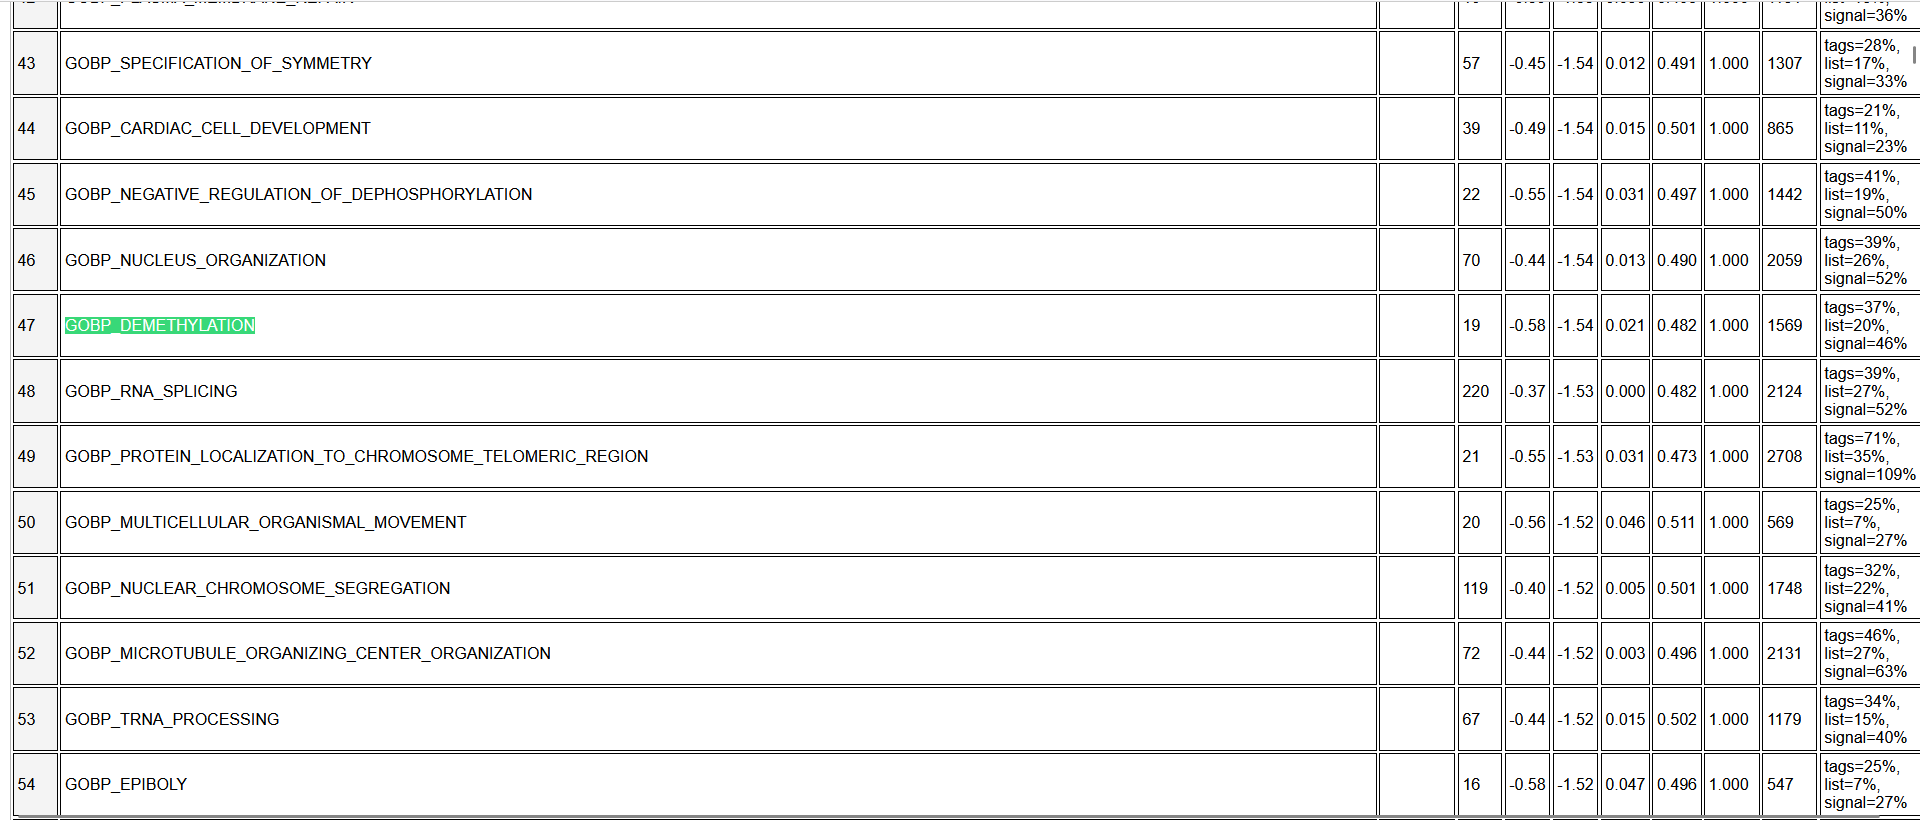 signal=36%
43 GOBP_SPECIFICATION_OF_SYMMETRY 57 -0.45 -1.54 0.012 0.491 1.000 1307 tags=28%, list=17%, signal=33%
44 GOBP_CARDIAC_CELL_DEVELOPMENT 39 -0.49 -1.54 0.015 0.501 1.000 865 tags=21%, list=11%, signal=23%
45 GOBP_NEGATIVE_REGULATION_OF_DEPHOSPHORYLATION 22 -0.55 -1.54 0.031 0.497 1.000 1442 tags=41%, list=19%, signal=50%
46 GOBP_NUCLEUS_ORGANIZATION 70 -0.44 -1.54 0.013 0.490 1.000 2059 tags=39%, list=26%, signal=52%
47 GOBP_DEMETHYLATION 19 -0.58 -1.54 0.021 0.482 1.000 1569 tags=37%, list=20%, signal=46%
48 GOBP_RNA_SPLICING 220 -0.37 -1.53 0.000 0.482 1.000 2124 tags=39%, list=27%, signal=52%
49 GOBP_PROTEIN_LOCALIZATION_TO_CHROMOSOME_TELOMERIC_REGION 21 -0.55 -1.53 0.031 0.473 1.000 2708 tags=71%, list=35%, signal=109%
50 GOBP_MULTICELLULAR_ORGANISMAL_MOVEMENT 20 -0.56 -1.52 0.046 0.511 1.000 569 tags=25%, list=7%, signal=27%
51 GOBP_NUCLEAR_CHROMOSOME_SEGREGATION 119 -0.40 -1.52 0.005 0.501 1.000 1748 tags=32%, list=22%, signal=41%
52 GOBP_MICROTUBULE_ORGANIZING_CENTER_ORGANIZATION 72 -0.44 -1.52 0.003 0.496 1.000 2131 tags=46%, list=27%, signal=63%
53 GOBP_TRNA_PROCESSING 67 -0.44 -1.52 0.015 0.502 1.000 1179 tags=34%, list=15%, signal=40%
54 GOBP_EPIBOLY 16 -0.58 -1.52 0.047 0.496 1.000 547 tags=25%, list=7%, signal=27%